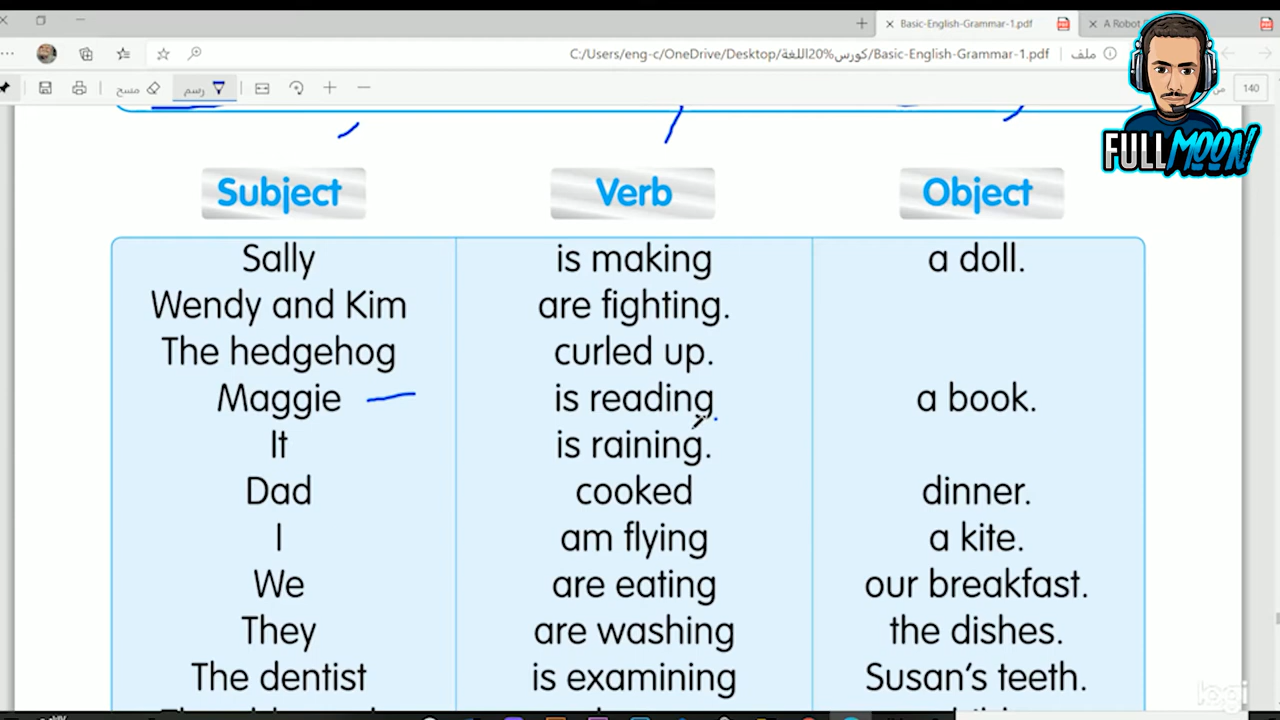 Basic-English-Grammar-1.pdf
A Robot
ملف C:/Users/eng-c/OneDrive/Desktop/كورس%20اللغة/Basic-English-Grammar-1.pdf
140
رسم
مسح
FULLMOON
Subject Verb Object
Sally is making a doll.
Wendy and Kim are fighting.
The hedgehog curled up.
Maggie is reading a book.
It is raining.
Dad cooked dinner.
I am flying a kite.
We are eating our breakfast.
They are washing the dishes.
The dentist is examining Susan's teeth.
logi